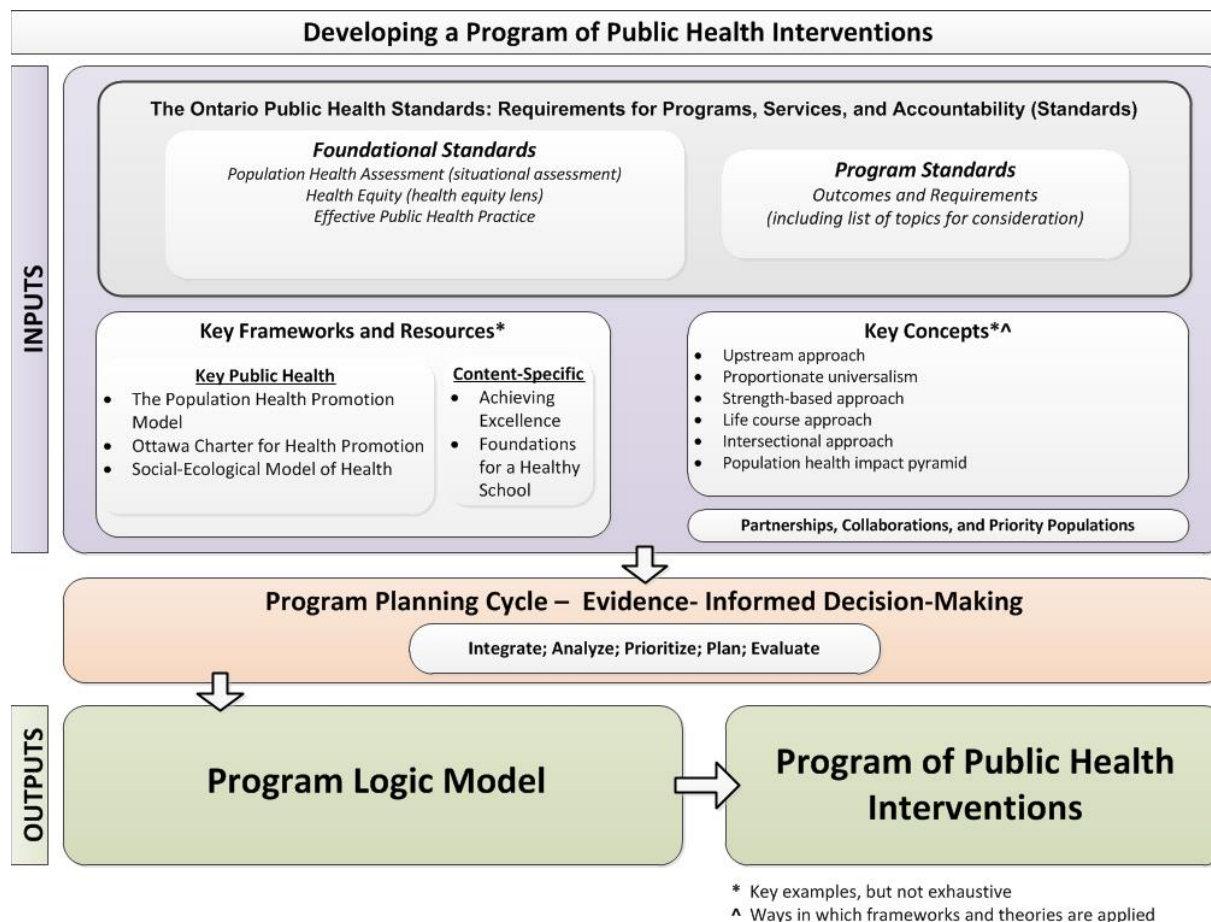 Developing a Program of Public Health Interventions
INPUTS
The Ontario Public Health Standards: Requirements for Programs, Services, and Accountability (Standards)
Foundational Standards
Population Health Assessment (situational assessment)
Health Equity (health equity lens)
Effective Public Health Practice
Program Standards
Outcomes and Requirements
(including list of topics for consideration)
Key Frameworks and Resources*
Key Public Health
• The Population Health Promotion
Model
• Ottawa Charter for Health Promotion
• Social-Ecological Model of Health
Content-Specific
• Achieving
Excellence
• Foundations
for a Healthy
School
Key Concepts*^
• Upstream approach
• Proportionate universalism
• Strength-based approach
• Life course approach
• Intersectional approach
• Population health impact pyramid
Partnerships, Collaborations, and Priority Populations
Program Planning Cycle – Evidence- Informed Decision-Making
Integrate; Analyze; Prioritize; Plan; Evaluate
OUTPUTS
Program Logic Model
Program of Public Health
Interventions
* Key examples, but not exhaustive
^ Ways in which frameworks and theories are applied